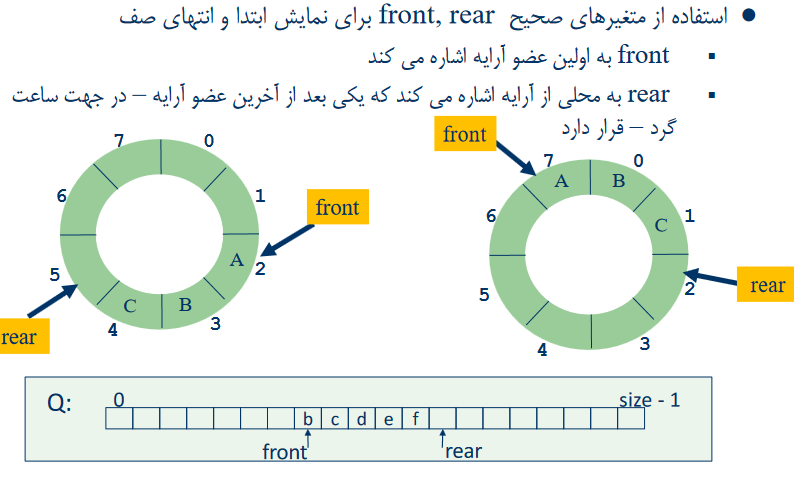 ● استفاده از متغیرهای صحیح front, rear برای نمایش ابتدا و انتهای صف
▪ front به اولین عضو آرایه اشاره می کند
▪ rear به محلی از آرایه اشاره می کند که یکی بعد از آخرین عضو آرایه – در جهت ساعت
گرد – قرار دارد
front
7 0
A B
6 1
C
5 2
rear
4 3
7 0
6 1
front
A
5 2
C B
rear
4 3
Q: 0 size - 1
b c d e f
front rear